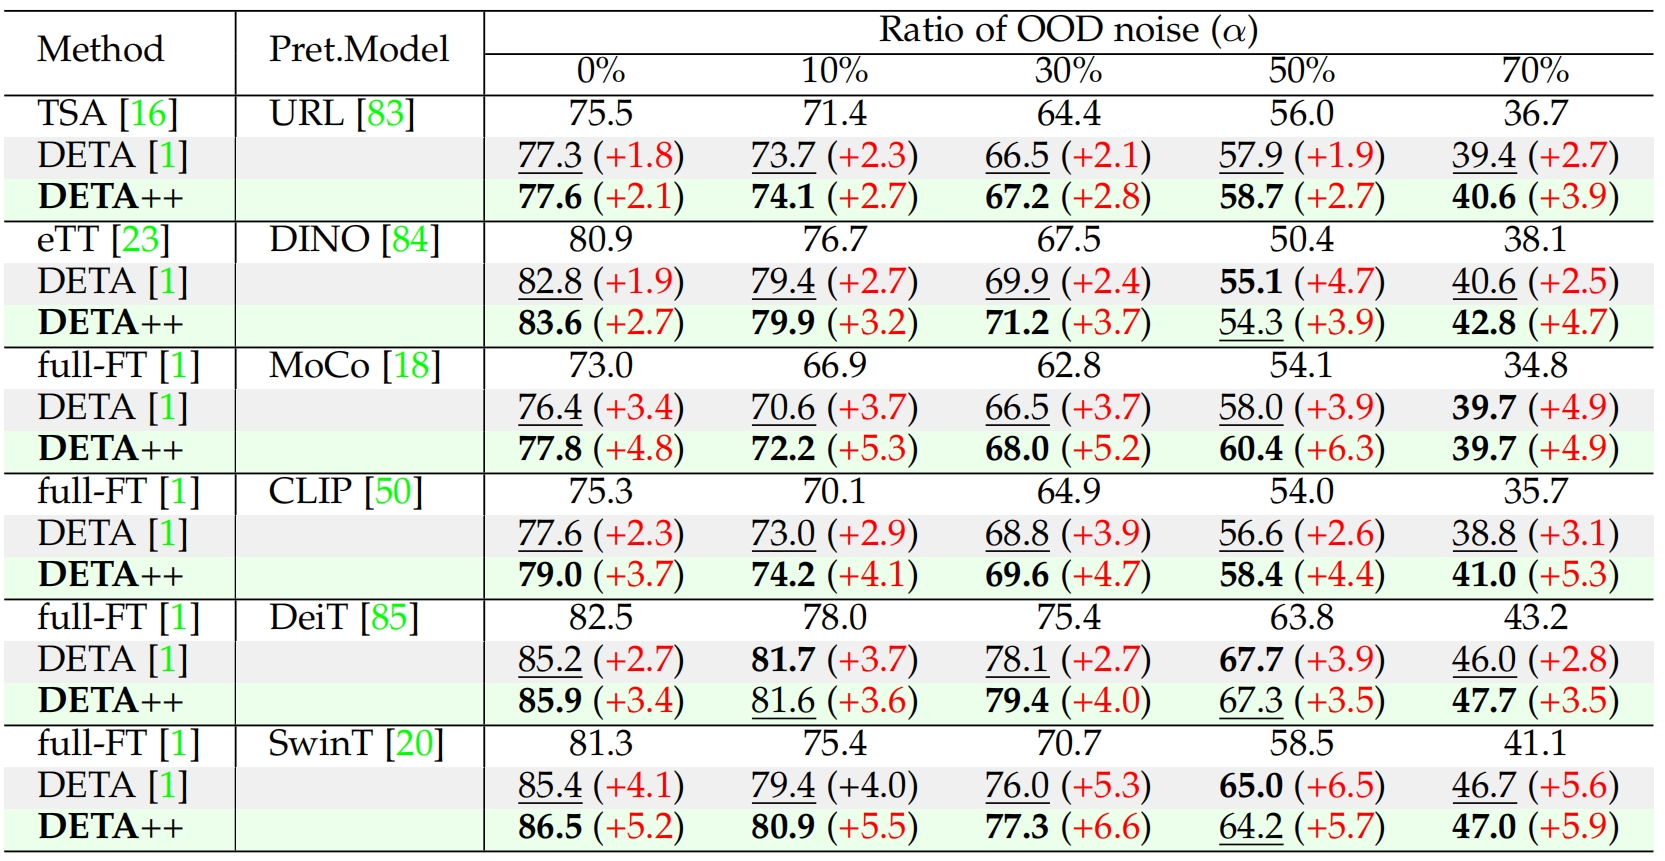 Method Pret.Model Ratio of OOD noise (α)
0% 10% 30% 50% 70%
TSA [16] URL [83] 75.5 71.4 64.4 56.0 36.7
DETA [1] 77.3 (+1.8) 73.7 (+2.3) 66.5 (+2.1) 57.9 (+1.9) 39.4 (+2.7)
DETA++ 77.6 (+2.1) 74.1 (+2.7) 67.2 (+2.8) 58.7 (+2.7) 40.6 (+3.9)
eTT [23] DINO [84] 80.9 76.7 67.5 50.4 38.1
DETA [1] 82.8 (+1.9) 79.4 (+2.7) 69.9 (+2.4) 55.1 (+4.7) 40.6 (+2.5)
DETA++ 83.6 (+2.7) 79.9 (+3.2) 71.2 (+3.7) 54.3 (+3.9) 42.8 (+4.7)
full-FT [1] MoCo [18] 73.0 66.9 62.8 54.1 34.8
DETA [1] 76.4 (+3.4) 70.6 (+3.7) 66.5 (+3.7) 58.0 (+3.9) 39.7 (+4.9)
DETA++ 77.8 (+4.8) 72.2 (+5.3) 68.0 (+5.2) 60.4 (+6.3) 39.7 (+4.9)
full-FT [1] CLIP [50] 75.3 70.1 64.9 54.0 35.7
DETA [1] 77.6 (+2.3) 73.0 (+2.9) 68.8 (+3.9) 56.6 (+2.6) 38.8 (+3.1)
DETA++ 79.0 (+3.7) 74.2 (+4.1) 69.6 (+4.7) 58.4 (+4.4) 41.0 (+5.3)
full-FT [1] DeiT [85] 82.5 78.0 75.4 63.8 43.2
DETA [1] 85.2 (+2.7) 81.7 (+3.7) 78.1 (+2.7) 67.7 (+3.9) 46.0 (+2.8)
DETA++ 85.9 (+3.4) 81.6 (+3.6) 79.4 (+4.0) 67.3 (+3.5) 47.7 (+3.5)
full-FT [1] SwinT [20] 81.3 75.4 70.7 58.5 41.1
DETA [1] 85.4 (+4.1) 79.4 (+4.0) 76.0 (+5.3) 65.0 (+6.5) 46.7 (+5.6)
DETA++ 86.5 (+5.2) 80.9 (+5.5) 77.3 (+6.6) 64.2 (+5.7) 47.0 (+5.9)